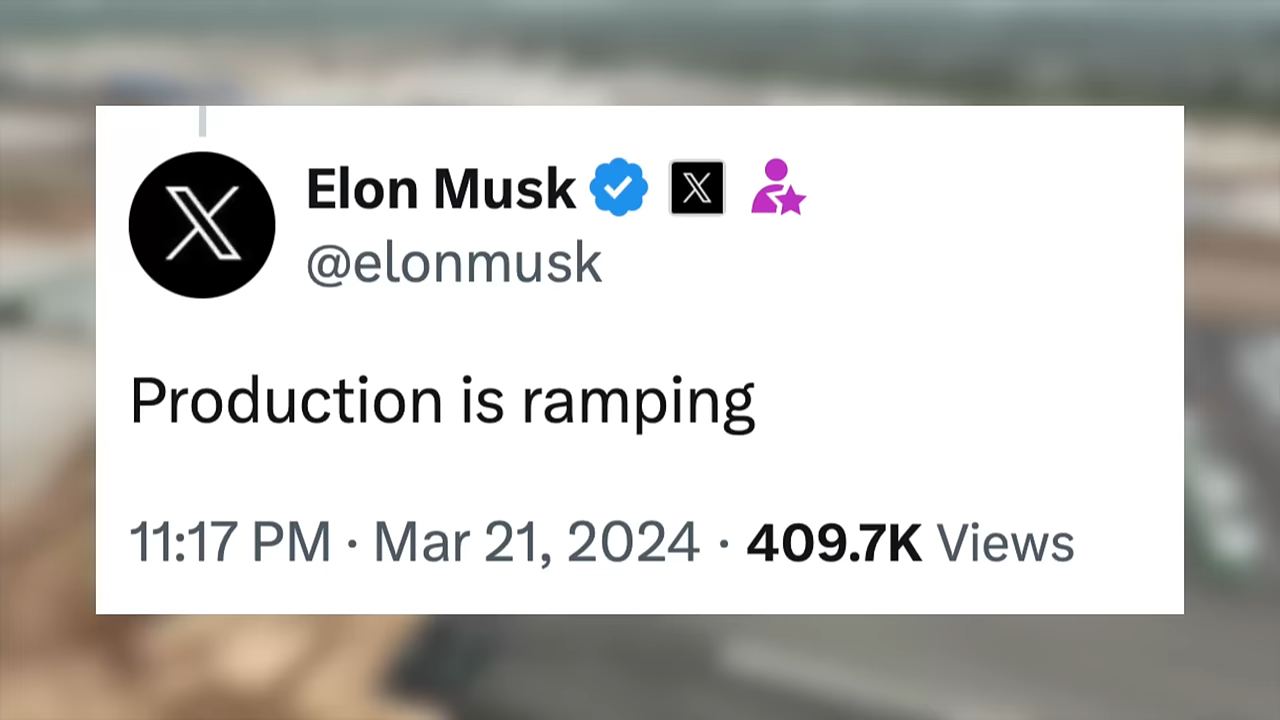 Elon Musk
@elonmusk
Production is ramping
11:17 PM · Mar 21, 2024 · 409.7K Views